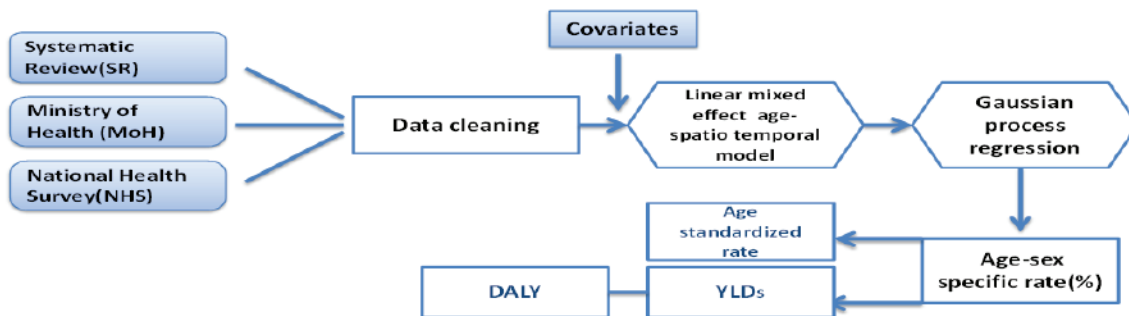 Covariates
Systematic
Review(SR)
Ministry of
Health (MoH)
National Health
Survey(NHS)
Data cleaning
Linear mixed
effect age-
spatio temporal
model
Gaussian
process
regression
Age
standardized
rate
Age-sex
specific rate(%)
DALY
YLDs